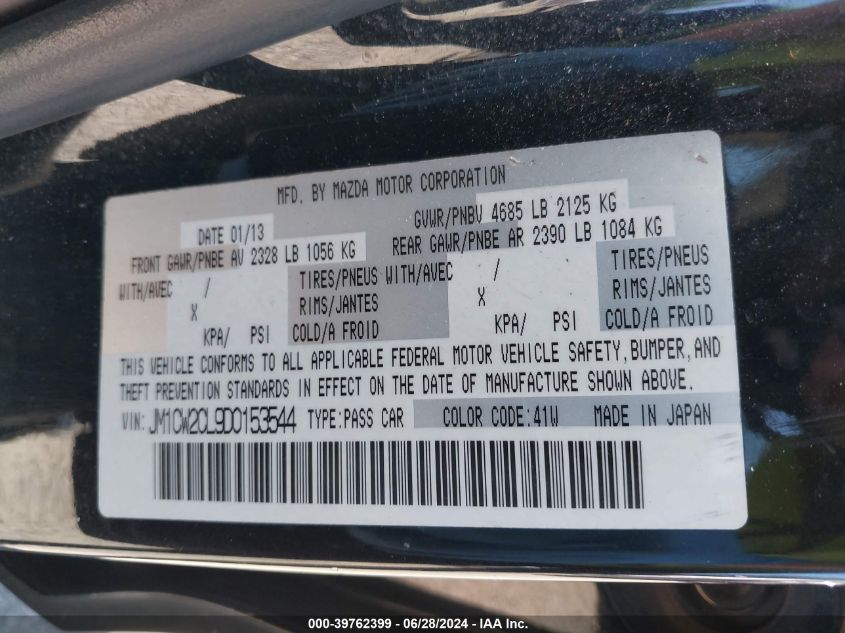 MFD. BY MAZDA MOTOR CORPORATION
DATE 01/13 GVWR/PNBV 4685 LB 2125 KG
FRONT GAWR/PNBE AV 2328 LB 1056 KG REAR GAWR/PNBE AR 2390 LB 1084 KG
WITH/AVEC / TIRES/PNEUS WITH/AVEC / TIRES/PNEUS
X RIMS/JANTES X RIMS/JANTES
KPA/ PSI COLD/A FROID KPA/ PSI COLD/A FROID
THIS VEHICLE CONFORMS TO ALL APPLICABLE FEDERAL MOTOR VEHICLE SAFETY, BUMPER, AND
THEFT PREVENTION STANDARDS IN EFFECT ON THE DATE OF MANUFACTURE SHOWN ABOVE.
VIN: JM1CW2CL9D0153544 TYPE:PASS CAR COLOR CODE:41W MADE IN JAPAN
000-39762399 - 06/28/2024 - IAA Inc.